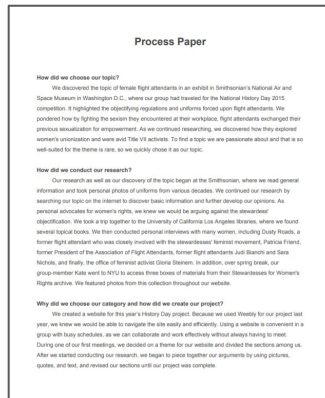 Process Paper
How did we choose our topic?
We discovered the topic of female flight attendants in an exhibit in Smithsonian's National Air and
Space Museum in Washington D.C., where our group had traveled for the National History Day 2015
competition. It highlighted the objectifying regulations and uniforms forced upon flight attendants. We
pondered how by fighting the sexism they encountered at their workplace, flight attendants exchanged their
previous sexualization for empowerment. As we continued researching, we discovered how they explored
women's unionization and were avid Title VII activists. To find a topic we are passionate about and that is so
well-suited for the theme is rare, so we quickly chose it as our topic.
How did we conduct our research?
Our research as well as our discovery of the topic began at the Smithsonian, where we read general
information and took personal photos of uniforms from various decades. We continued our research by
searching our topic on the internet to discover basic information and further develop our opinions. As
personal advocates for women's rights, we knew we would be arguing against the stewardess'
objectification. We took a trip together to the University of California Los Angeles libraries, where we found
several topical books. We then conducted personal interviews with many women, including Dusty Roads, a
former flight attendant who was closely involved with the stewardesses' feminist movement, Patricia Friend,
former President of the Association of Flight Attendants, former flight attendants Judi Bianchi and Sara
Nichols, and finally, the office of feminist activist Gloria Steinem. In addition, over spring break, our
group-member Kate went to NYU to access three boxes of materials from their Stewardesses for Women's
Rights archive. We featured photos from this collection throughout our website.
Why did we choose our category and how did we create our project?
We created a website for this year's History Day project. Because we used Weebly for our project last
year, we knew we would be able to navigate the site easily and efficiently. Using a website is convenient in a
group with busy schedules, as we can collaborate and work effectively without always having to meet.
During one of our first meetings, we decided on a theme for our website and divided the sections among us.
After we started conducting our research, we began to piece together our arguments by using pictures,
quotes, and text, and revised our sections until our project was complete.